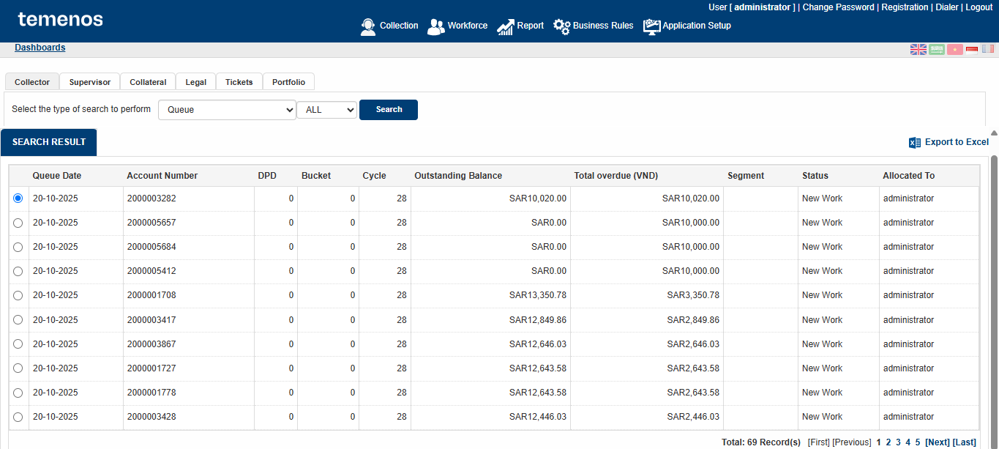 User [ administrator ] | Change Password | Registration | Dialer | Logout
temenos
Collection Workforce Report Business Rules Application Setup
Dashboards
Collector Supervisor Collateral Legal Tickets Portfolio
Select the type of search to perform Queue ALL Search
SEARCH RESULT Export to Excel
Queue Date Account Number DPD Bucket Cycle Outstanding Balance Total overdue (VND) Segment Status Allocated To
20-10-2025 2000003282 0 0 28 SAR10,020.00 SAR10,020.00 New Work administrator
20-10-2025 2000005657 0 0 28 SAR0.00 SAR10,000.00 New Work administrator
20-10-2025 2000005684 0 0 28 SAR0.00 SAR10,000.00 New Work administrator
20-10-2025 2000005412 0 0 28 SAR0.00 SAR10,000.00 New Work administrator
20-10-2025 2000001708 0 0 28 SAR13,350.78 SAR3,350.78 New Work administrator
20-10-2025 2000003417 0 0 28 SAR12,849.86 SAR2,849.86 New Work administrator
20-10-2025 2000003867 0 0 28 SAR12,646.03 SAR2,646.03 New Work administrator
20-10-2025 2000001727 0 0 28 SAR12,643.58 SAR2,643.58 New Work administrator
20-10-2025 2000001778 0 0 28 SAR12,643.58 SAR2,643.58 New Work administrator
20-10-2025 2000003428 0 0 28 SAR12,446.03 SAR2,446.03 New Work administrator
Total: 69 Record(s) [First] [Previous] 1 2 3 4 5 [Next] [Last]